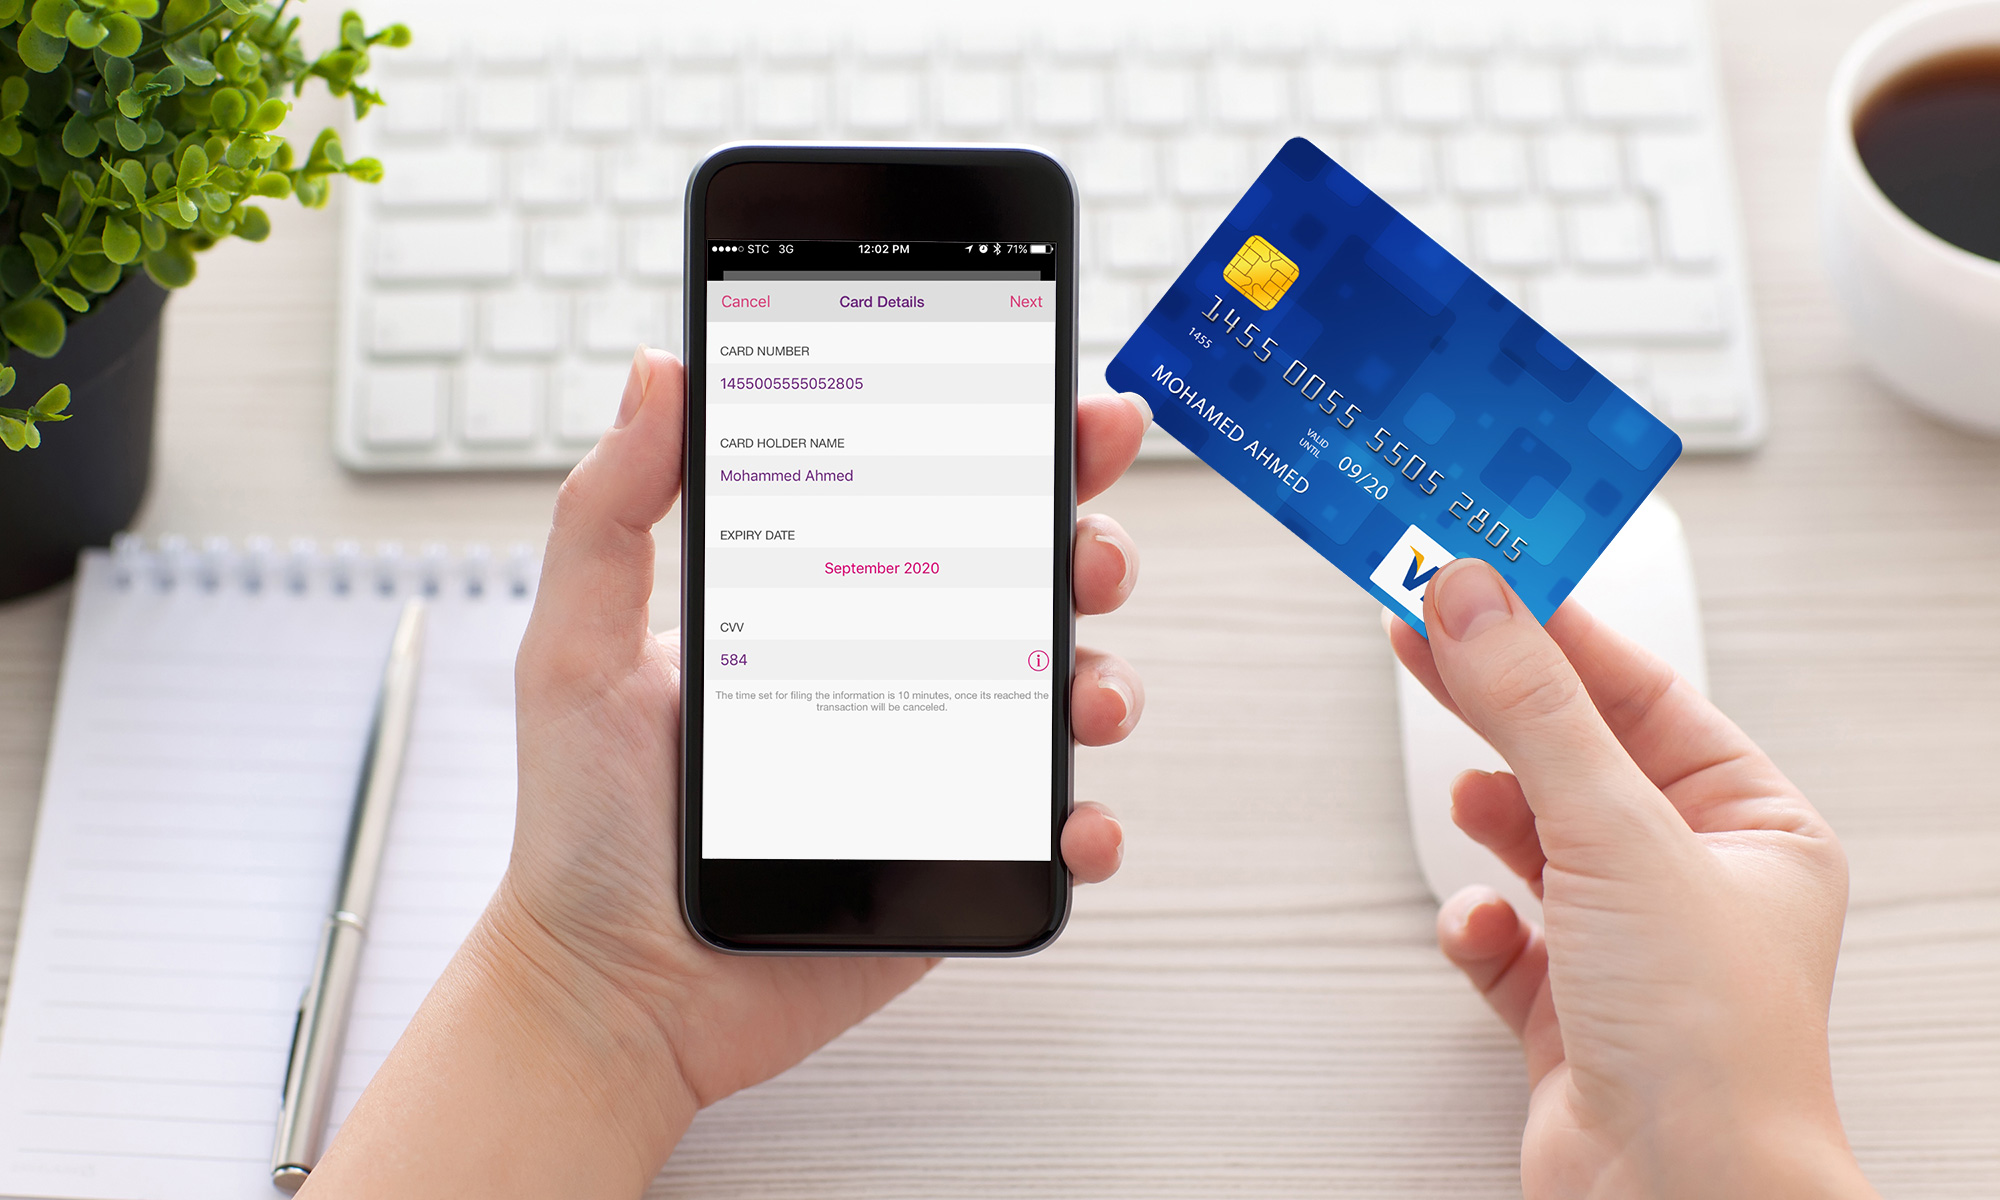 STC 3G 12:02 PM 71%
Cancel Card Details Next
CARD NUMBER
1455005555052805
CARD HOLDER NAME
Mohammed Ahmed
EXPIRY DATE
September 2020
CVV
584
The time set for filing the information is 10 minutes, once its reached the
transaction will be canceled.
1455 0055 5505 2805
1455
VALID
UNTIL
09/20
MOHAMED AHMED